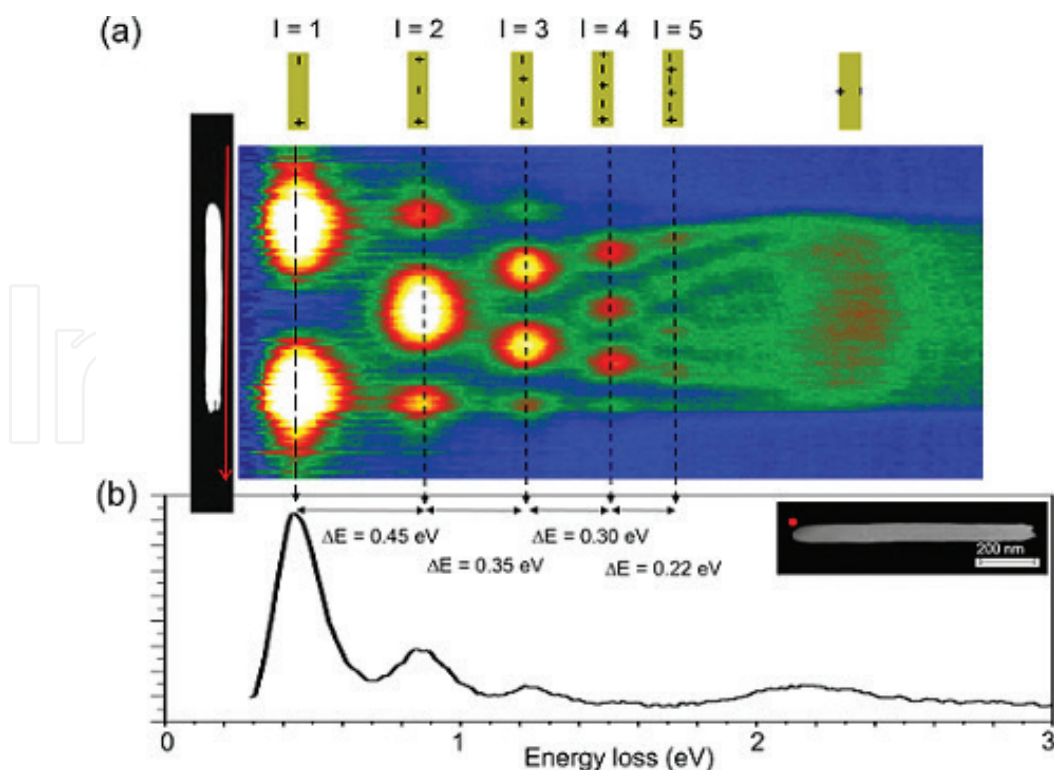 (a)
I = 1 I = 2 I = 3 I = 4 I = 5
(b)
ΔE = 0.45 eV
ΔE = 0.35 eV
ΔE = 0.30 eV
ΔE = 0.22 eV
200 nm
0 1 2 3
Energy loss (eV)